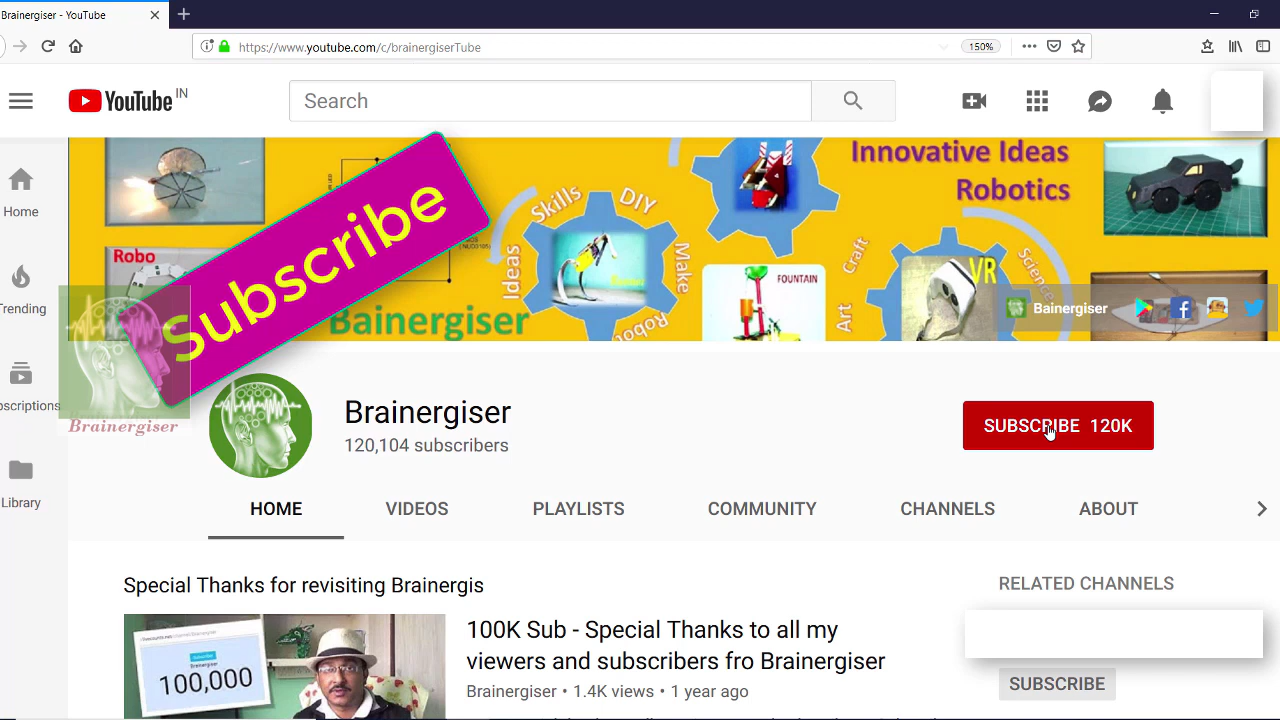 Brainergiser - YouTube
https://www.youtube.com/c/brainergiserTube
150%
YouTube IN
Search
Home
Trending
Library
Subscribe
Robo
Bainergiser
Ideas
Skills
DIY
Make
FOUNTAIN
Art
Craft
VR
Innovative Ideas
Robotics
Bainergiser
Brainergiser
Brainergiser
120,104 subscribers
SUBSCRIBE 120K
HOME
VIDEOS
PLAYLISTS
COMMUNITY
CHANNELS
ABOUT
Special Thanks for revisiting Brainergis
100,000
100K Sub - Special Thanks to all my
viewers and subscribers fro Brainergiser
Brainergiser • 1.4K views • 1 year ago
RELATED CHANNELS
SUBSCRIBE